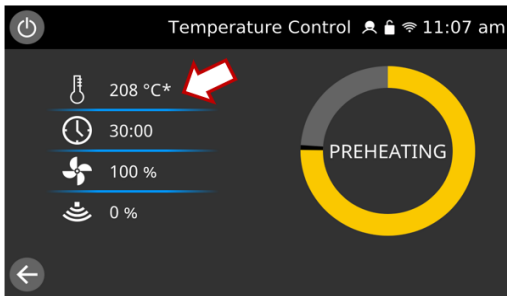 Temperature Control 11:07 am
208 °C*
30:00
100 %
0 %
PREHEATING